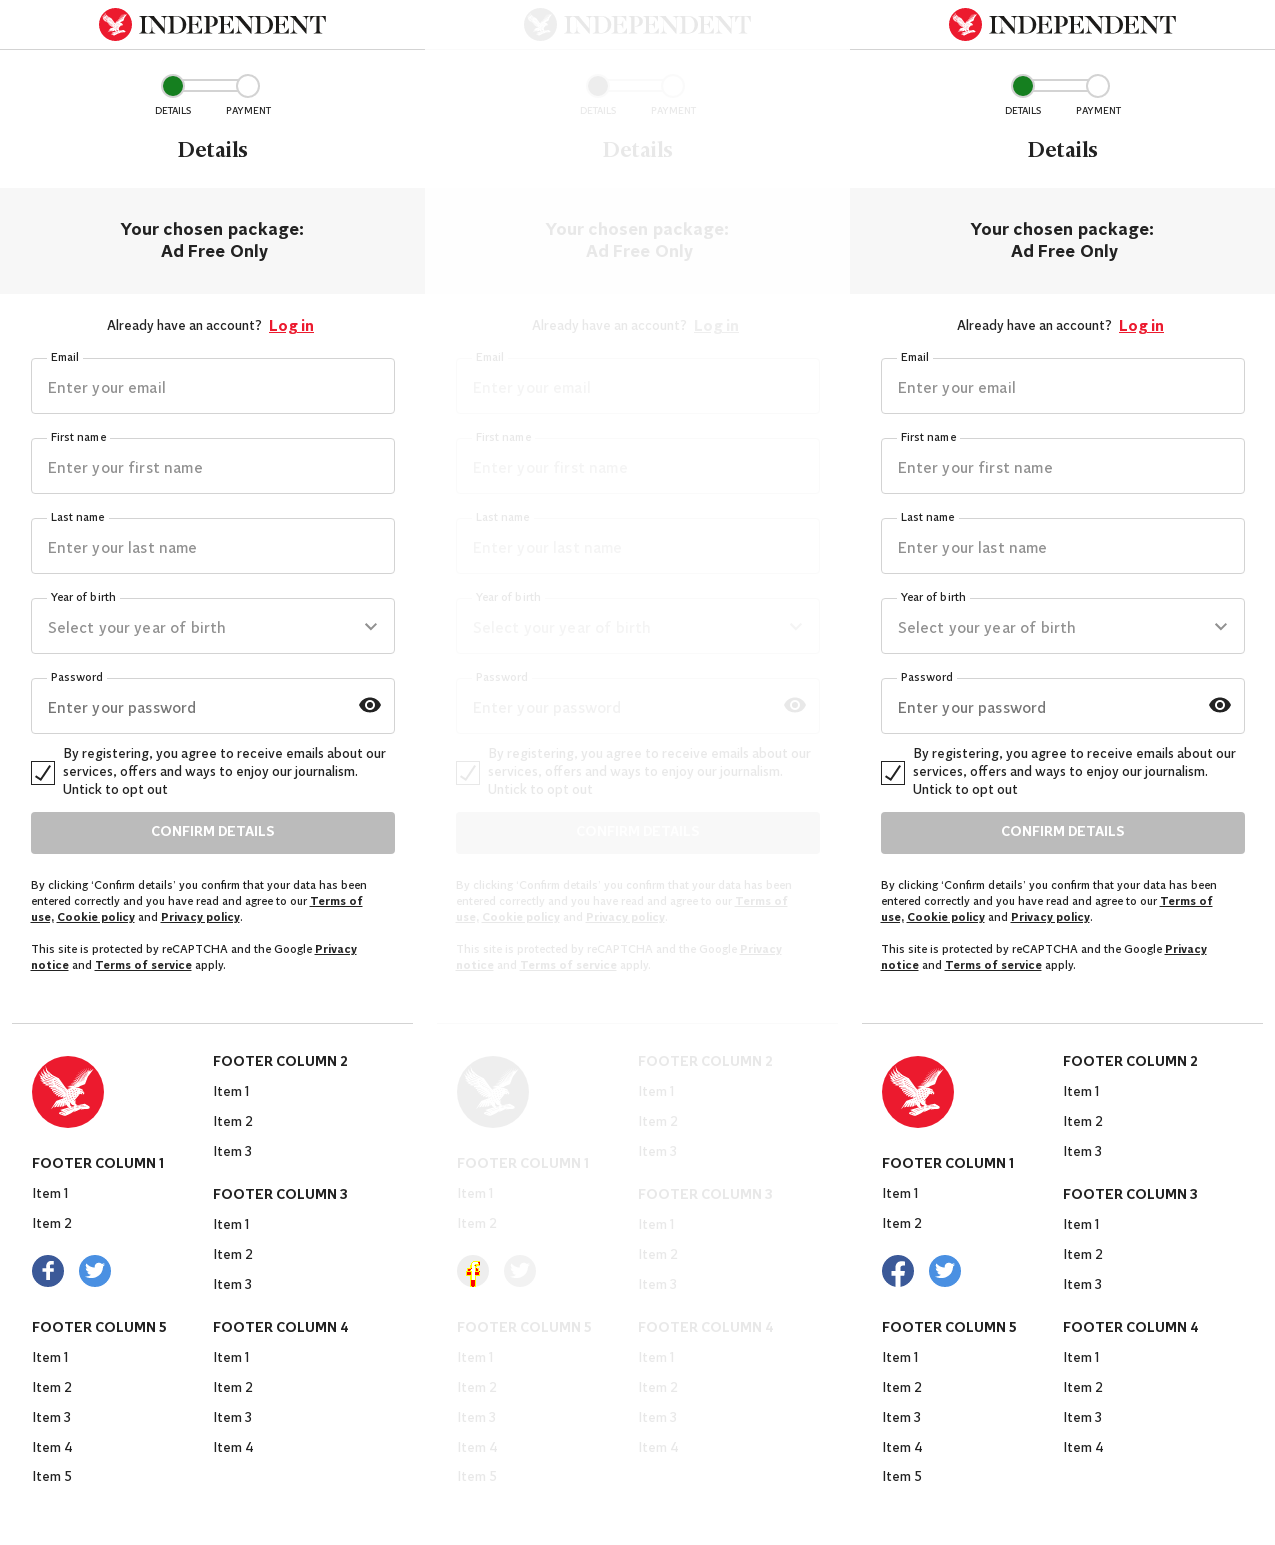 INDEPENDENT
DETAILS PAYMENT
Details
Your chosen package:
Ad Free Only
Already have an account? Log in
Email
Enter your email
First name
Enter your first name
Last name
Enter your last name
Year of birth
Select your year of birth
Password
Enter your password
By registering, you agree to receive emails about our
services, offers and ways to enjoy our journalism.
Untick to opt out
CONFIRM DETAILS
By clicking ‘Confirm details’ you confirm that your data has been
entered correctly and you have read and agree to our Terms of
use, Cookie policy and Privacy policy.
This site is protected by reCAPTCHA and the Google Privacy
notice and Terms of service apply.
FOOTER COLUMN 1
Item 1
Item 2
FOOTER COLUMN 5
Item 1
Item 2
Item 3
Item 4
Item 5
FOOTER COLUMN 2
Item 1
Item 2
Item 3
FOOTER COLUMN 3
Item 1
Item 2
Item 3
FOOTER COLUMN 4
Item 1
Item 2
Item 3
Item 4
INDEPENDENT
DETAILS PAYMENT
Details
Your chosen package:
Ad Free Only
Already have an account? Log in
Email
Enter your email
First name
Enter your first name
Last name
Enter your last name
Year of birth
Select your year of birth
Password
Enter your password
By registering, you agree to receive emails about our
services, offers and ways to enjoy our journalism.
Untick to opt out
CONFIRM DETAILS
By clicking ‘Confirm details’ you confirm that your data has been
entered correctly and you have read and agree to our Terms of
use, Cookie policy and Privacy policy.
This site is protected by reCAPTCHA and the Google Privacy
notice and Terms of service apply.
FOOTER COLUMN 1
Item 1
Item 2
FOOTER COLUMN 5
Item 1
Item 2
Item 3
Item 4
Item 5
FOOTER COLUMN 2
Item 1
Item 2
Item 3
FOOTER COLUMN 3
Item 1
Item 2
Item 3
FOOTER COLUMN 4
Item 1
Item 2
Item 3
Item 4
INDEPENDENT
DETAILS PAYMENT
Details
Your chosen package:
Ad Free Only
Already have an account? Log in
Email
Enter your email
First name
Enter your first name
Last name
Enter your last name
Year of birth
Select your year of birth
Password
Enter your password
By registering, you agree to receive emails about our
services, offers and ways to enjoy our journalism.
Untick to opt out
CONFIRM DETAILS
By clicking ‘Confirm details’ you confirm that your data has been
entered correctly and you have read and agree to our Terms of
use, Cookie policy and Privacy policy.
This site is protected by reCAPTCHA and the Google Privacy
notice and Terms of service apply.
FOOTER COLUMN 1
Item 1
Item 2
FOOTER COLUMN 5
Item 1
Item 2
Item 3
Item 4
Item 5
FOOTER COLUMN 2
Item 1
Item 2
Item 3
FOOTER COLUMN 3
Item 1
Item 2
Item 3
FOOTER COLUMN 4
Item 1
Item 2
Item 3
Item 4